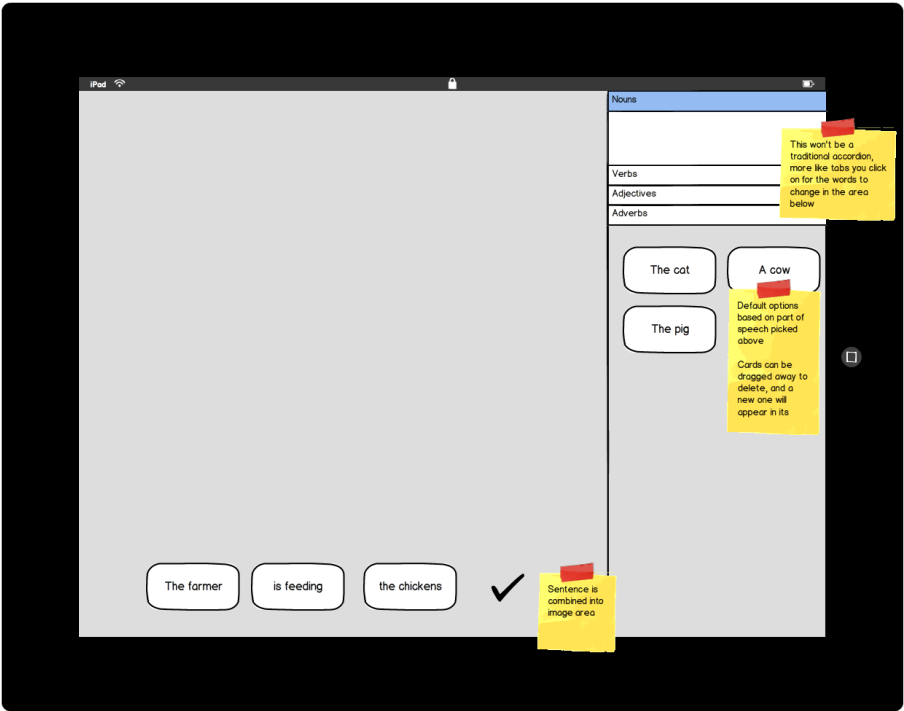 iPad
Nouns
Verbs
Adjectives
Adverbs
This won't be a
traditional accordion,
more like tabs you click
on for the words to
change in the area
below
The cat
A cow
The pig
Default options
based on part of
speech picked
above
Cards can be
dragged away to
delete, and a
new one will
appear in its
The farmer
is feeding
the chickens
Sentence is
combined into
image area